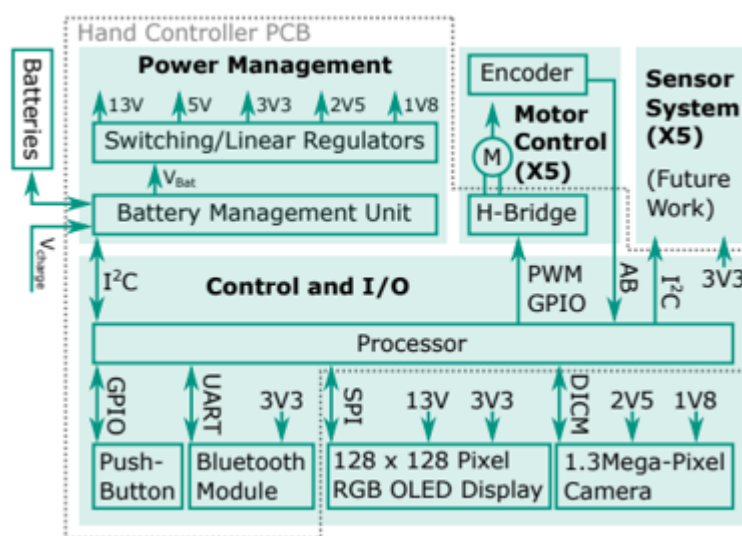 Hand Controller PCB
Batteries
Power Management
13V 5V 3V3 2V5 1V8
Switching/Linear Regulators
VBat
Battery Management Unit
Vcharge
Encoder
Motor
Control
(X5)
M
H-Bridge
Sensor
System
(X5)
(Future
Work)
I²C
Control and I/O
PWM
GPIO
AB
I²C
3V3
Processor
GPIO
UART
3V3
SPI
13V
3V3
DICM
2V5
1V8
Push-
Button
Bluetooth
Module
128 x 128 Pixel
RGB OLED Display
1.3Mega-Pixel
Camera